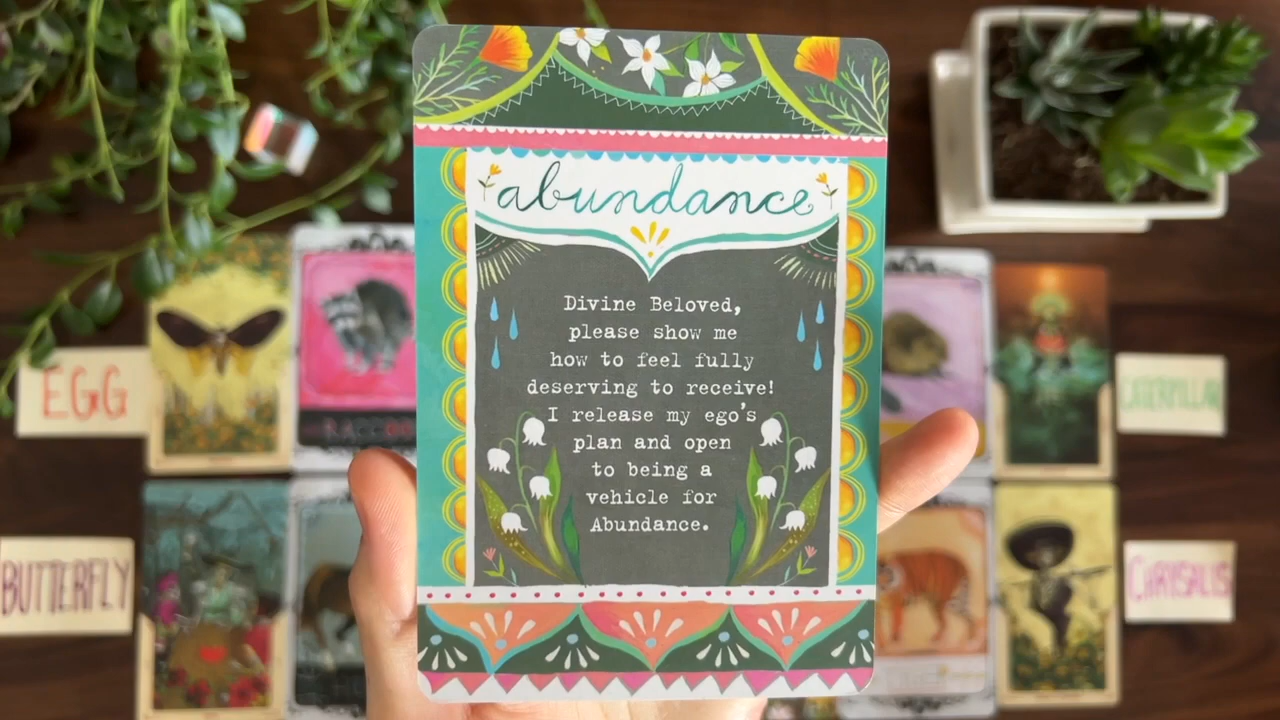 abundance
Divine Beloved,
please show me
how to feel fully
deserving to receive!
I release my ego's
plan and open
to being a
vehicle for
Abundance.
EGG
RACCOON
CATERPILLAR
BUTTERFLY
CHRYSALIS